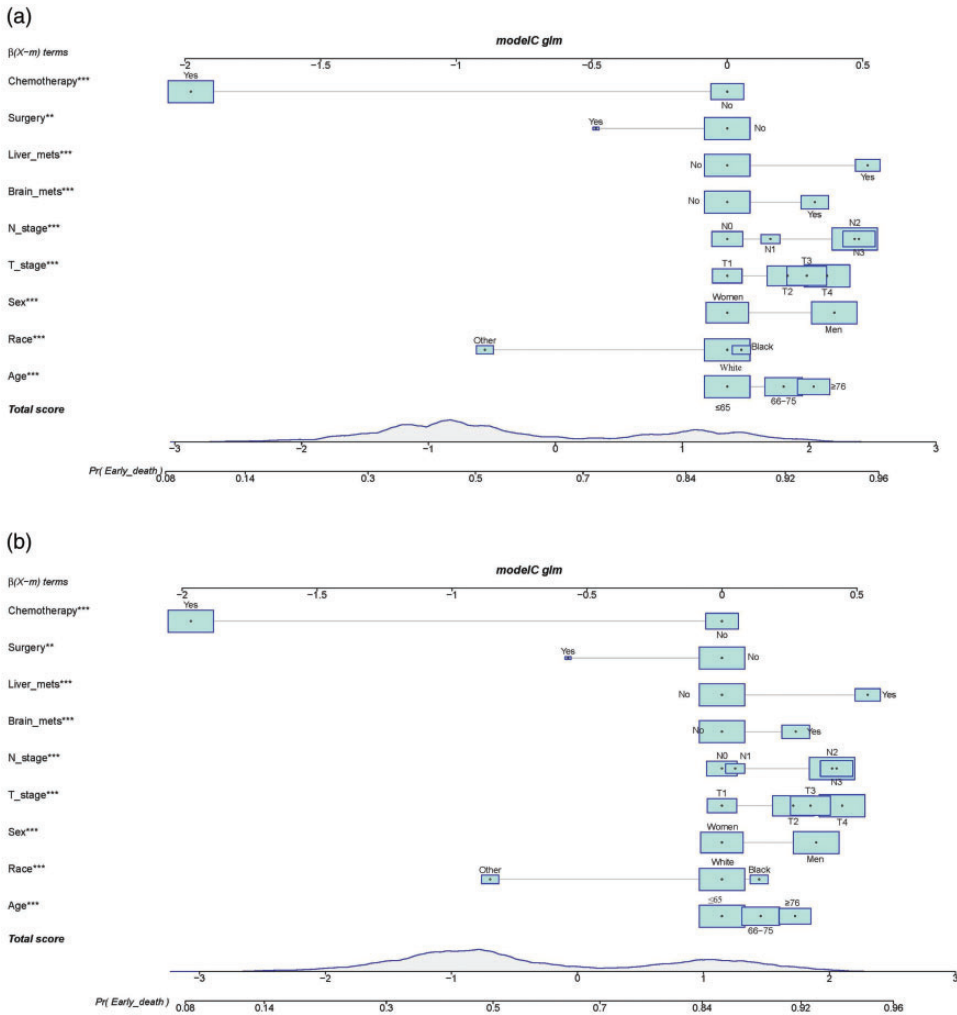 (a)
modelC glm
β(X−m) terms
−2 −1.5 −1 −0.5 0 0.5
Chemotherapy***
Yes
No
Surgery**
Yes
No
Liver_mets***
No
Yes
Brain_mets***
No
Yes
N_stage***
N0
N1
N2
N3
T_stage***
T1
T2
T3
T4
Sex***
Women
Men
Race***
Other
White
Black
Age***
≤65
66−75
≥76
Total score
−3 −2 −1 0 1 2 3
Pr( Early_death )
0.08 0.14 0.3 0.5 0.7 0.84 0.92 0.96
(b)
modelC glm
β(X−m) terms
−2 −1.5 −1 −0.5 0 0.5
Chemotherapy***
Yes
No
Surgery**
Yes
No
Liver_mets***
No
Yes
Brain_mets***
No
Yes
N_stage***
N0
N1
N2
N3
T_stage***
T1
T2
T3
T4
Sex***
Women
Men
Race***
Other
White
Black
Age***
≤65
66−75
≥76
Total score
−3 −2 −1 0 1 2 3
Pr( Early_death )
0.08 0.14 0.3 0.5 0.7 0.84 0.92 0.96